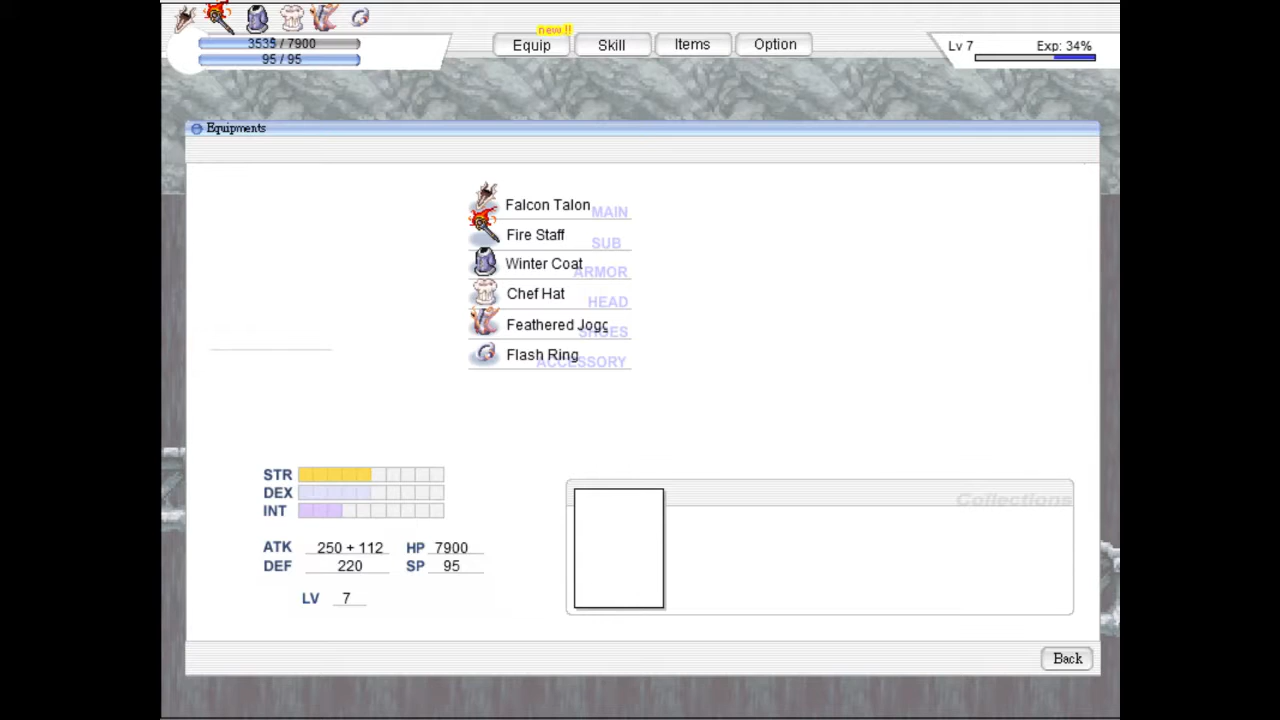 new !!
3535 / 7900
95 / 95
Equip
Skill
Items
Option
Lv 7
Exp: 34%
Equipments
Falcon Talon MAIN
Fire Staff SUB
Winter Coat ARMOR
Chef Hat HEAD
Feathered Jogg SHOES
Flash Ring ACCESSORY
STR
DEX
INT
ATK 250 + 112 HP 7900
DEF 220 SP 95
LV 7
Collections
Back